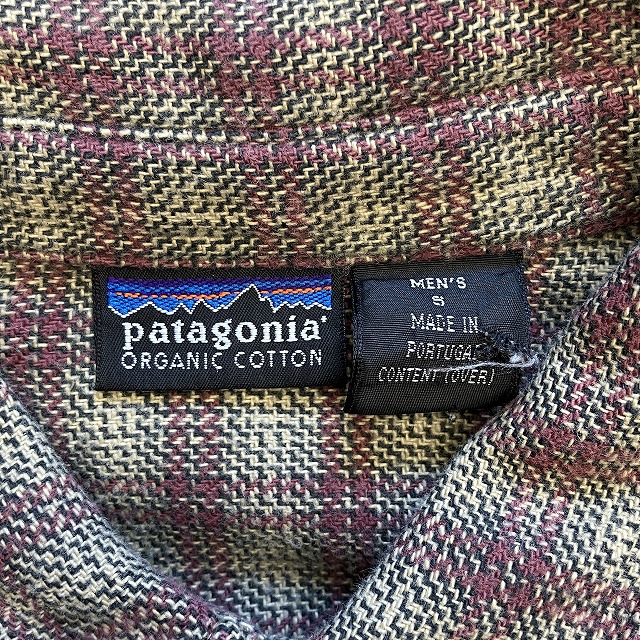 patagonia
ORGANIC COTTON
MEN'S
S
MADE IN
PORTUGAL
CONTENT (OVER)